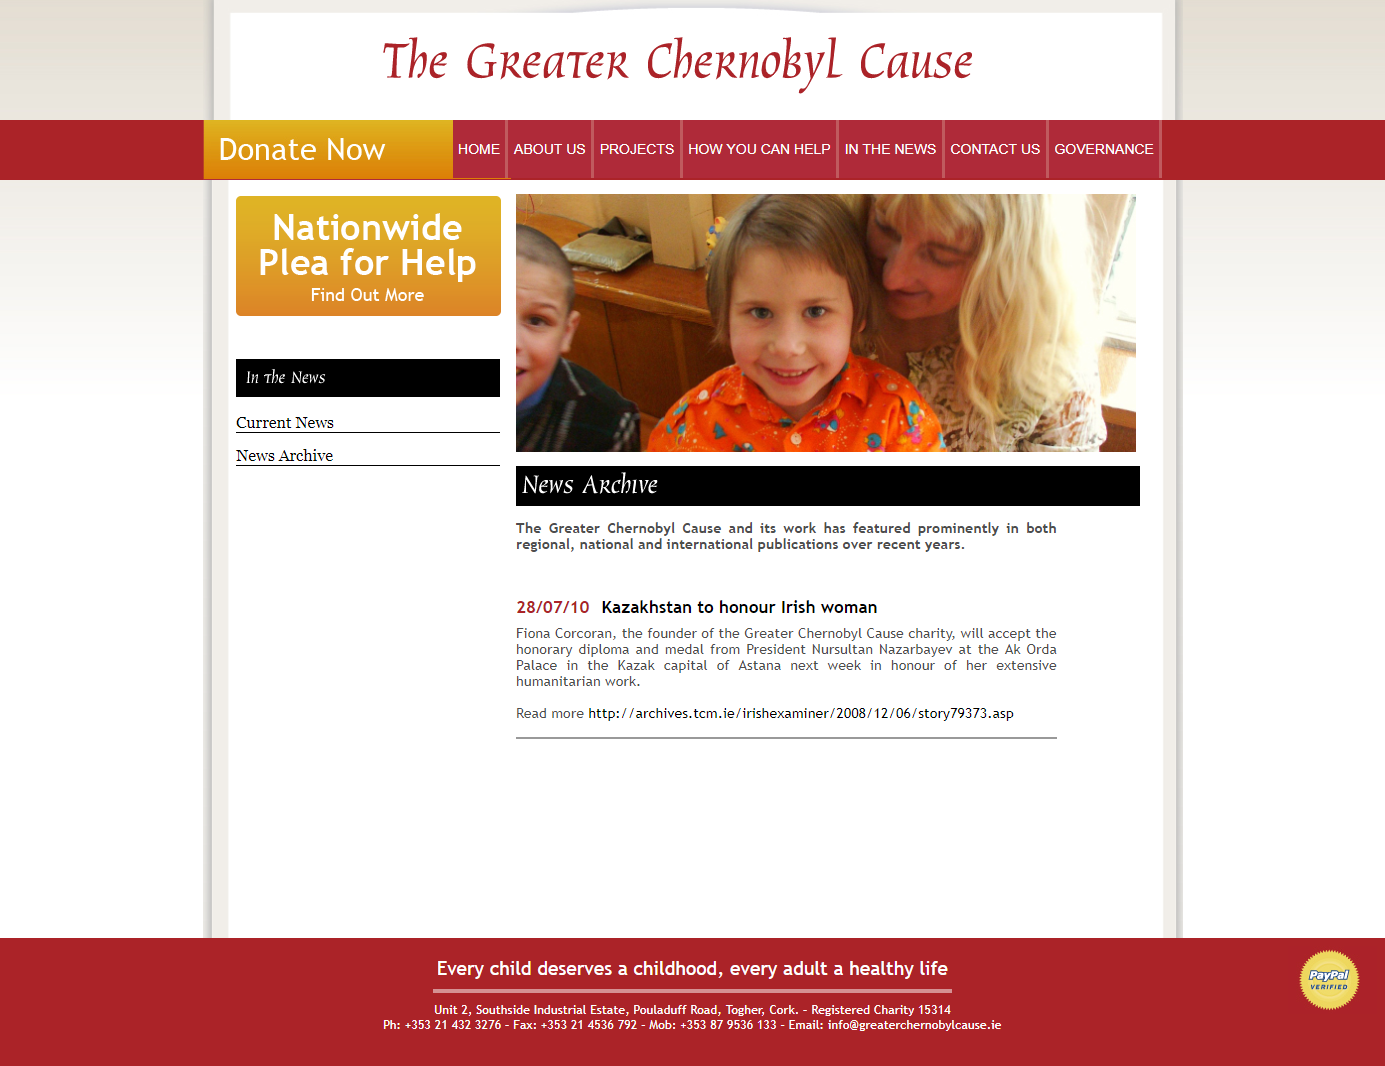 The Greater Chernobyl Cause
Donate Now
HOME
ABOUT US
PROJECTS
HOW YOU CAN HELP
IN THE NEWS
CONTACT US
GOVERNANCE
Nationwide
Plea for Help
Find Out More
In the News
Current News
News Archive
News Archive
The Greater Chernobyl Cause and its work has featured prominently in both
regional, national and international publications over recent years.
28/07/10 Kazakhstan to honour Irish woman
Fiona Corcoran, the founder of the Greater Chernobyl Cause charity, will accept the
honorary diploma and medal from President Nursultan Nazarbayev at the Ak Orda
Palace in the Kazak capital of Astana next week in honour of her extensive
humanitarian work.
Read more http://archives.tcm.ie/irishexaminer/2008/12/06/story79373.asp
Every child deserves a childhood, every adult a healthy life
Unit 2, Southside Industrial Estate, Pouladuff Road, Togher, Cork. - Registered Charity 15314
Ph: +353 21 432 3276 - Fax: +353 21 4536 792 - Mob: +353 87 9536 133 - Email: info@greaterchernobylcause.ie
PayPal
VERIFIED